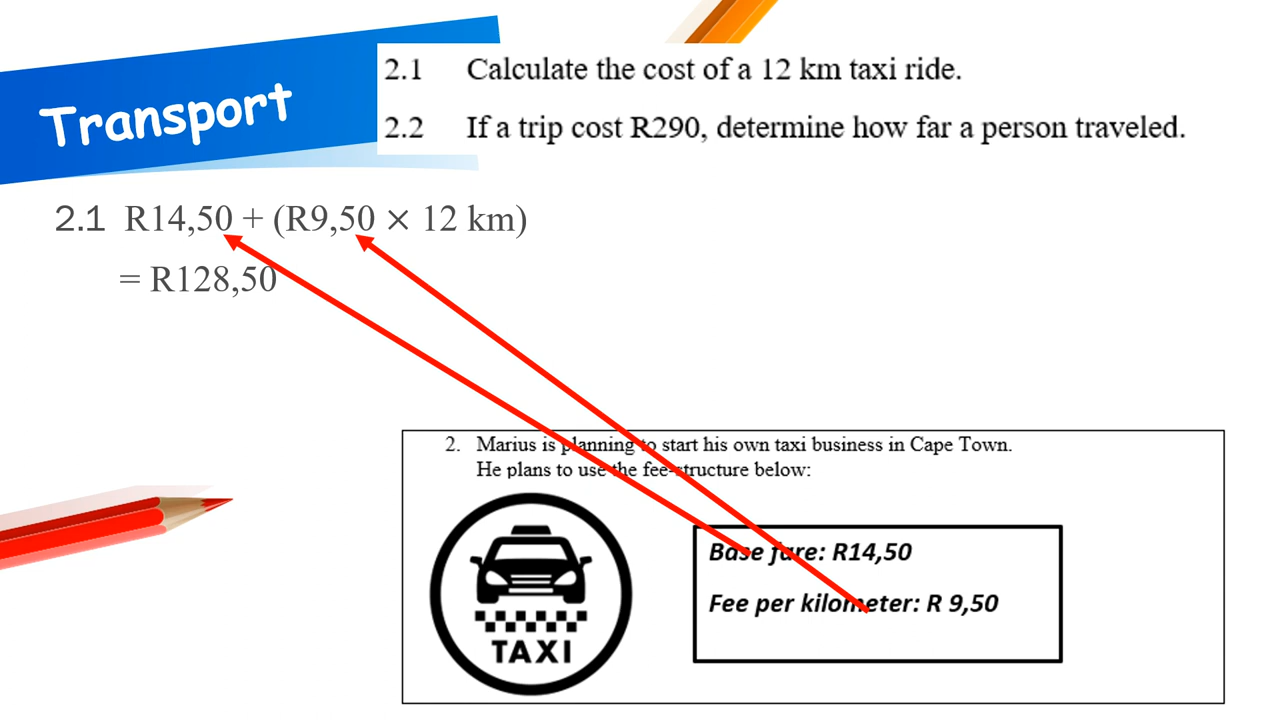 Transport
2.1 Calculate the cost of a 12 km taxi ride.
2.2 If a trip cost R290, determine how far a person traveled.
2.1 R14,50 + (R9,50 × 12 km)
= R128,50
2. Marius is planning to start his own taxi business in Cape Town.
He plans to use the fee-structure below:
TAXI
Base fare: R14,50
Fee per kilometer: R 9,50